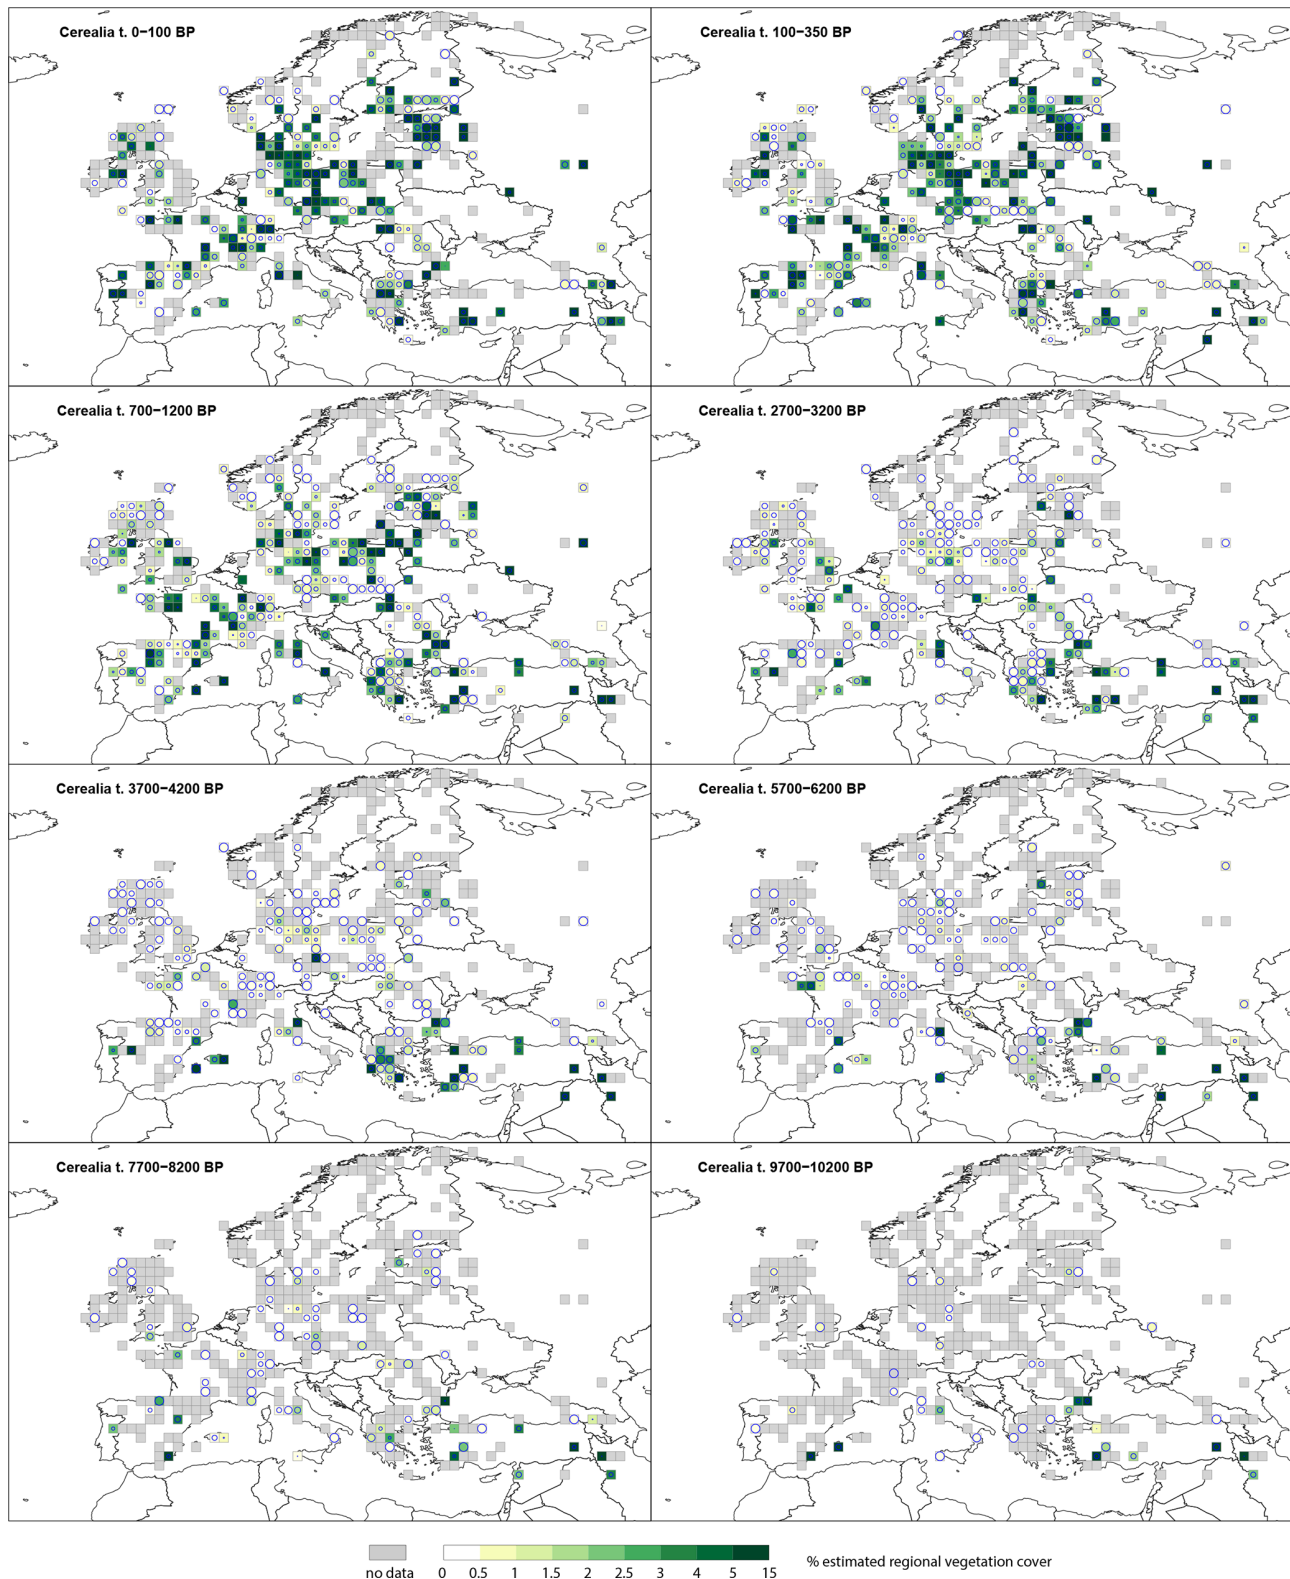 Cerealia t. 0−100 BP
Cerealia t. 100−350 BP
Cerealia t. 700−1200 BP
Cerealia t. 2700−3200 BP
Cerealia t. 3700−4200 BP
Cerealia t. 5700−6200 BP
Cerealia t. 7700−8200 BP
Cerealia t. 9700−10200 BP
no data
0 0.5 1 1.5 2 2.5 3 4 5 15
% estimated regional vegetation cover